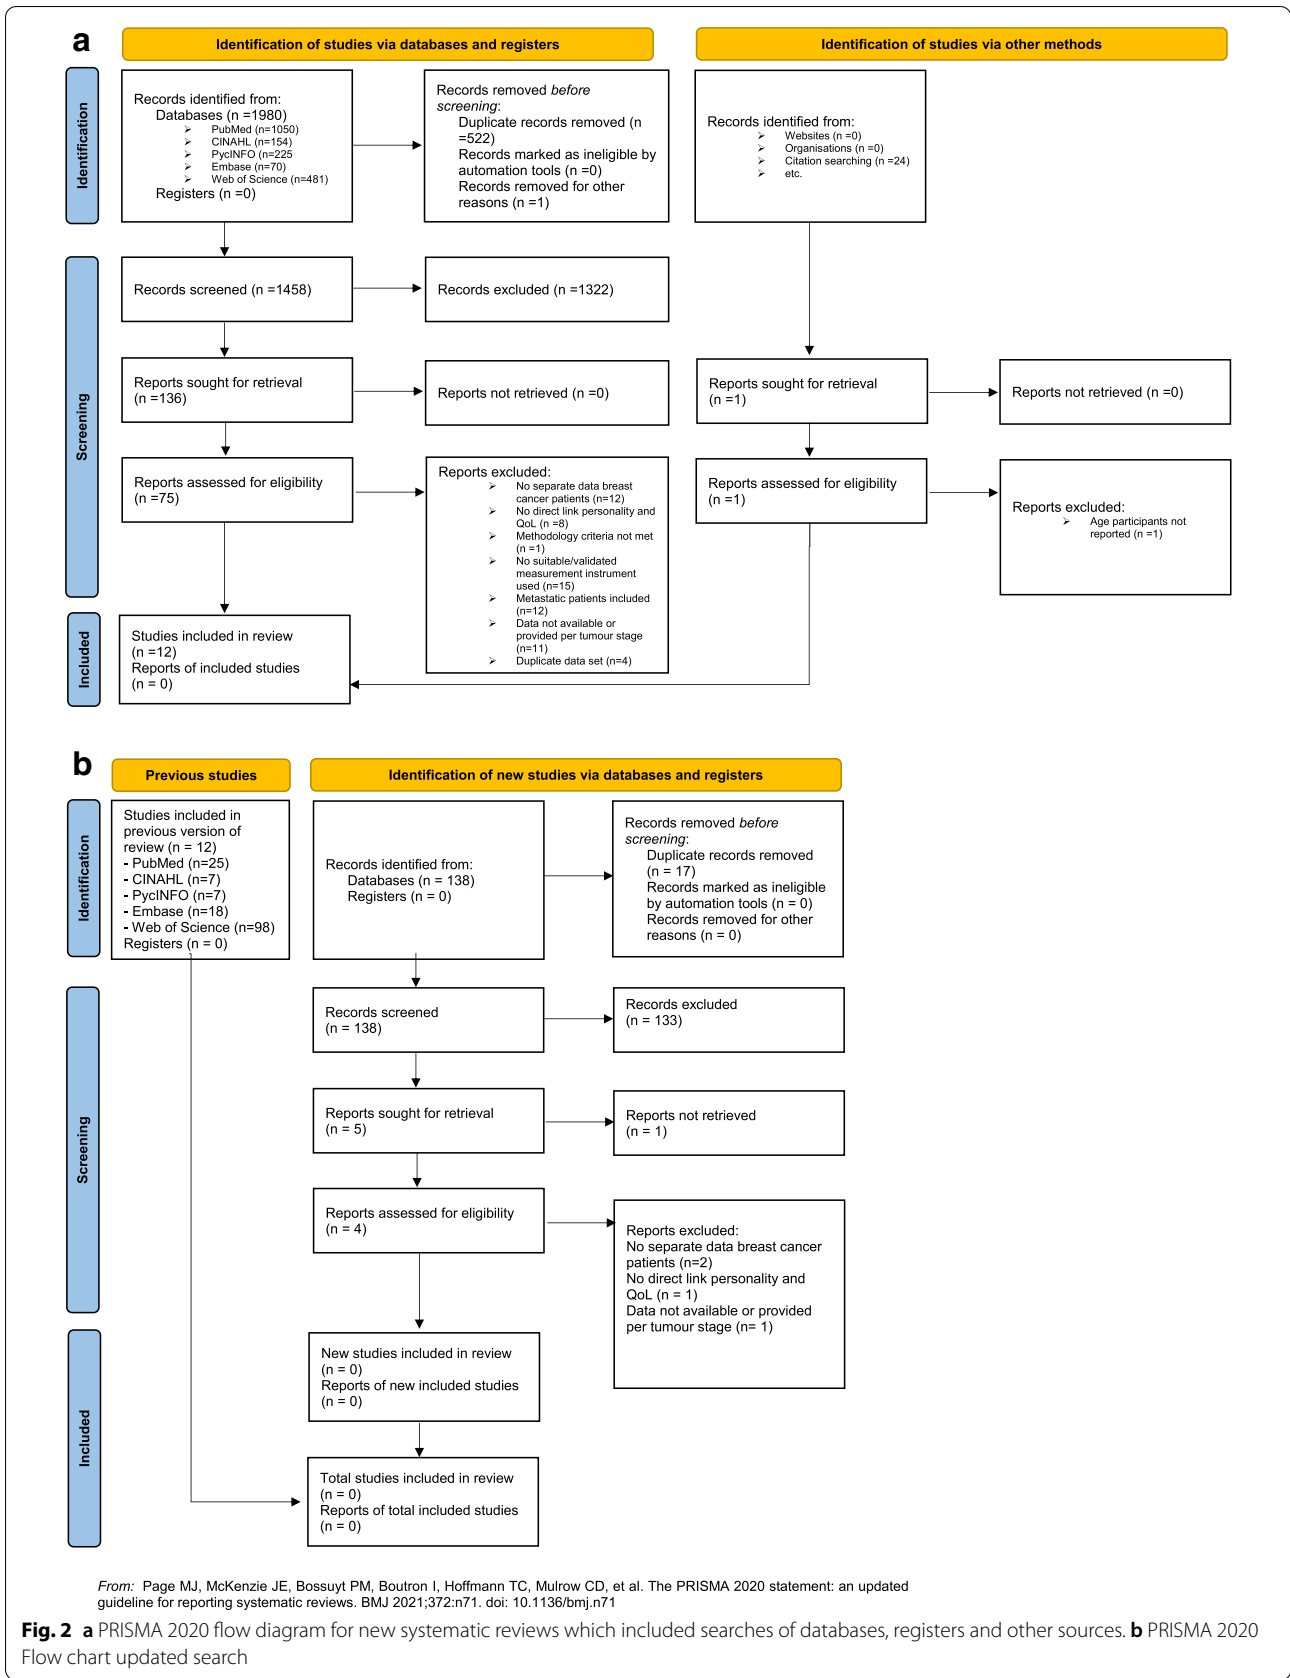 a
Identification of studies via databases and registers
Identification of studies via other methods
Identification
Records identified from:
Databases (n =1980)
➢ PubMed (n=1050)
➢ CINAHL (n=154)
➢ PycINFO (n=225
➢ Embase (n=70)
➢ Web of Science (n=481)
Registers (n =0)
Records removed before
screening:
Duplicate records removed (n
=522)
Records marked as ineligible by
automation tools (n =0)
Records removed for other
reasons (n =1)
Records identified from:
➢ Websites (n =0)
➢ Organisations (n =0)
➢ Citation searching (n =24)
➢ etc.
Screening
Records screened (n =1458)
Records excluded (n =1322)
Reports sought for retrieval
(n =136)
Reports not retrieved (n =0)
Reports sought for retrieval
(n =1)
Reports not retrieved (n =0)
Reports assessed for eligibility
(n =75)
Reports excluded:
➢ No separate data breast
cancer patients (n=12)
➢ No direct link personality and
QoL (n =8)
➢ Methodology criteria not met
(n =1)
➢ No suitable/validated
measurement instrument
used (n=15)
➢ Metastatic patients included
(n=12)
➢ Data not available or
provided per tumour stage
(n=11)
➢ Duplicate data set (n=4)
Reports assessed for eligibility
(n =1)
Reports excluded:
➢ Age participants not
reported (n =1)
Included
Studies included in review
(n =12)
Reports of included studies
(n = 0)
b
Previous studies
Identification of new studies via databases and registers
Identification
Studies included in
previous version of
review (n = 12)
- PubMed (n=25)
- CINAHL (n=7)
- PycINFO (n=7)
- Embase (n=18)
- Web of Science (n=98)
Registers (n = 0)
Records identified from:
Databases (n = 138)
Registers (n = 0)
Records removed before
screening:
Duplicate records removed
(n = 17)
Records marked as ineligible
by automation tools (n = 0)
Records removed for other
reasons (n = 0)
Screening
Records screened
(n = 138)
Records excluded
(n = 133)
Reports sought for retrieval
(n = 5)
Reports not retrieved
(n = 1)
Reports assessed for eligibility
(n = 4)
Reports excluded:
No separate data breast cancer
patients (n=2)
No direct link personality and
QoL (n = 1)
Data not available or provided
per tumour stage (n= 1)
Included
New studies included in review
(n = 0)
Reports of new included studies
(n = 0)
Total studies included in review
(n = 0)
Reports of total included studies
(n = 0)
From: Page MJ, McKenzie JE, Bossuyt PM, Boutron I, Hoffmann TC, Mulrow CD, et al. The PRISMA 2020 statement: an updated
guideline for reporting systematic reviews. BMJ 2021;372:n71. doi: 10.1136/bmj.n71
Fig. 2 a PRISMA 2020 flow diagram for new systematic reviews which included searches of databases, registers and other sources. b PRISMA 2020
Flow chart updated search